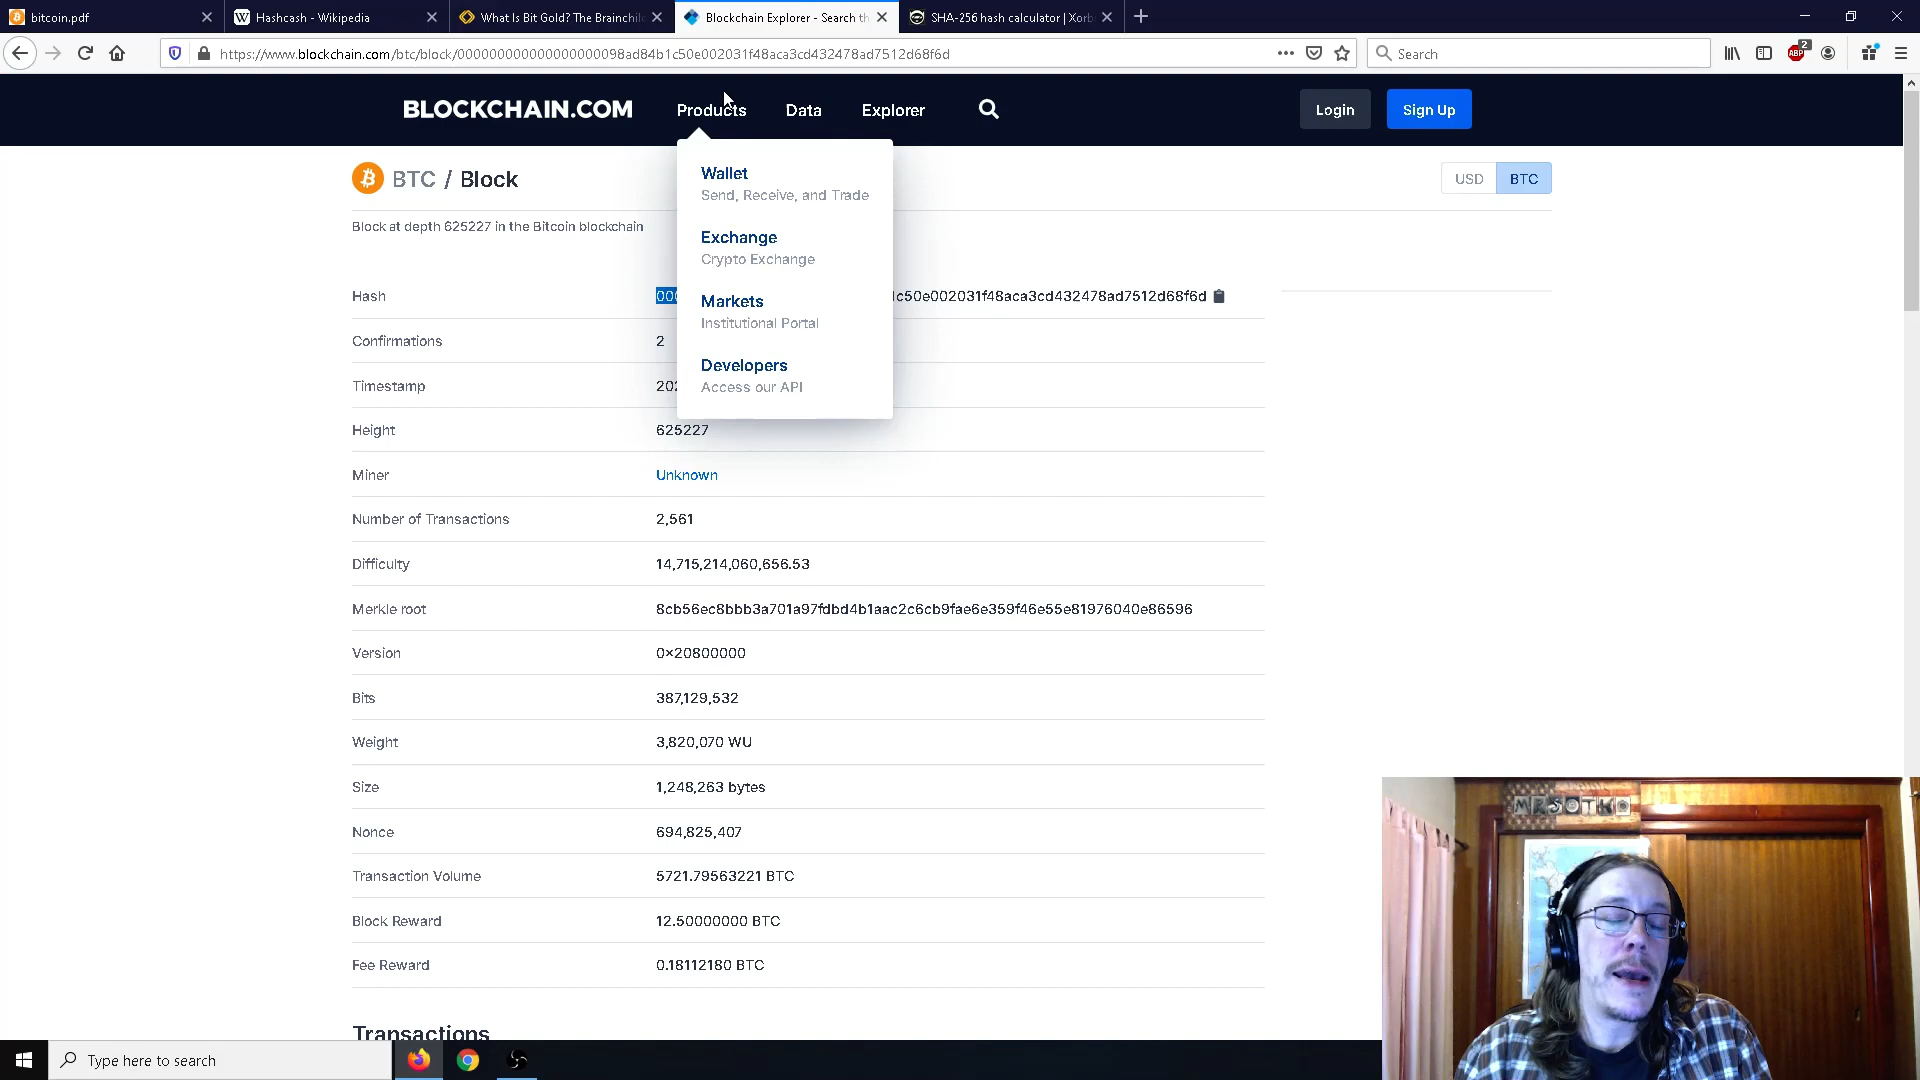 bitcoin.pdf
Hashcash - Wikipedia
What Is Bit Gold? The Brainchil
Blockchain Explorer - Search th
SHA-256 hash calculator | Xorb
https://www.blockchain.com/btc/block/00000000000000000098ad84b1c50e002031f48aca3cd432478ad7512d68f6d
Search
ABP
2
BLOCKCHAIN.COM
Products
Data
Explorer
Login
Sign Up
BTC / Block
USD
BTC
Wallet
Send, Receive, and Trade
Block at depth 625227 in the Bitcoin blockchain
Exchange
Crypto Exchange
Hash
000
1c50e002031f48aca3cd432478ad7512d68f6d
Markets
Institutional Portal
Confirmations
2
Developers
Access our API
Timestamp
202
Height
625227
Miner
Unknown
Number of Transactions
2,561
Difficulty
14,715,214,060,656.53
Merkle root
8cb56ec8bbb3a701a97fdbd4b1aac2c6cb9fae6e359f46e55e81976040e86596
Version
0x20800000
Bits
387,129,532
Weight
3,820,070 WU
Size
1,248,263 bytes
Nonce
694,825,407
Transaction Volume
5721.79563221 BTC
Block Reward
12.50000000 BTC
Fee Reward
0.18112180 BTC
Transactions
MRSOTKO
Type here to search